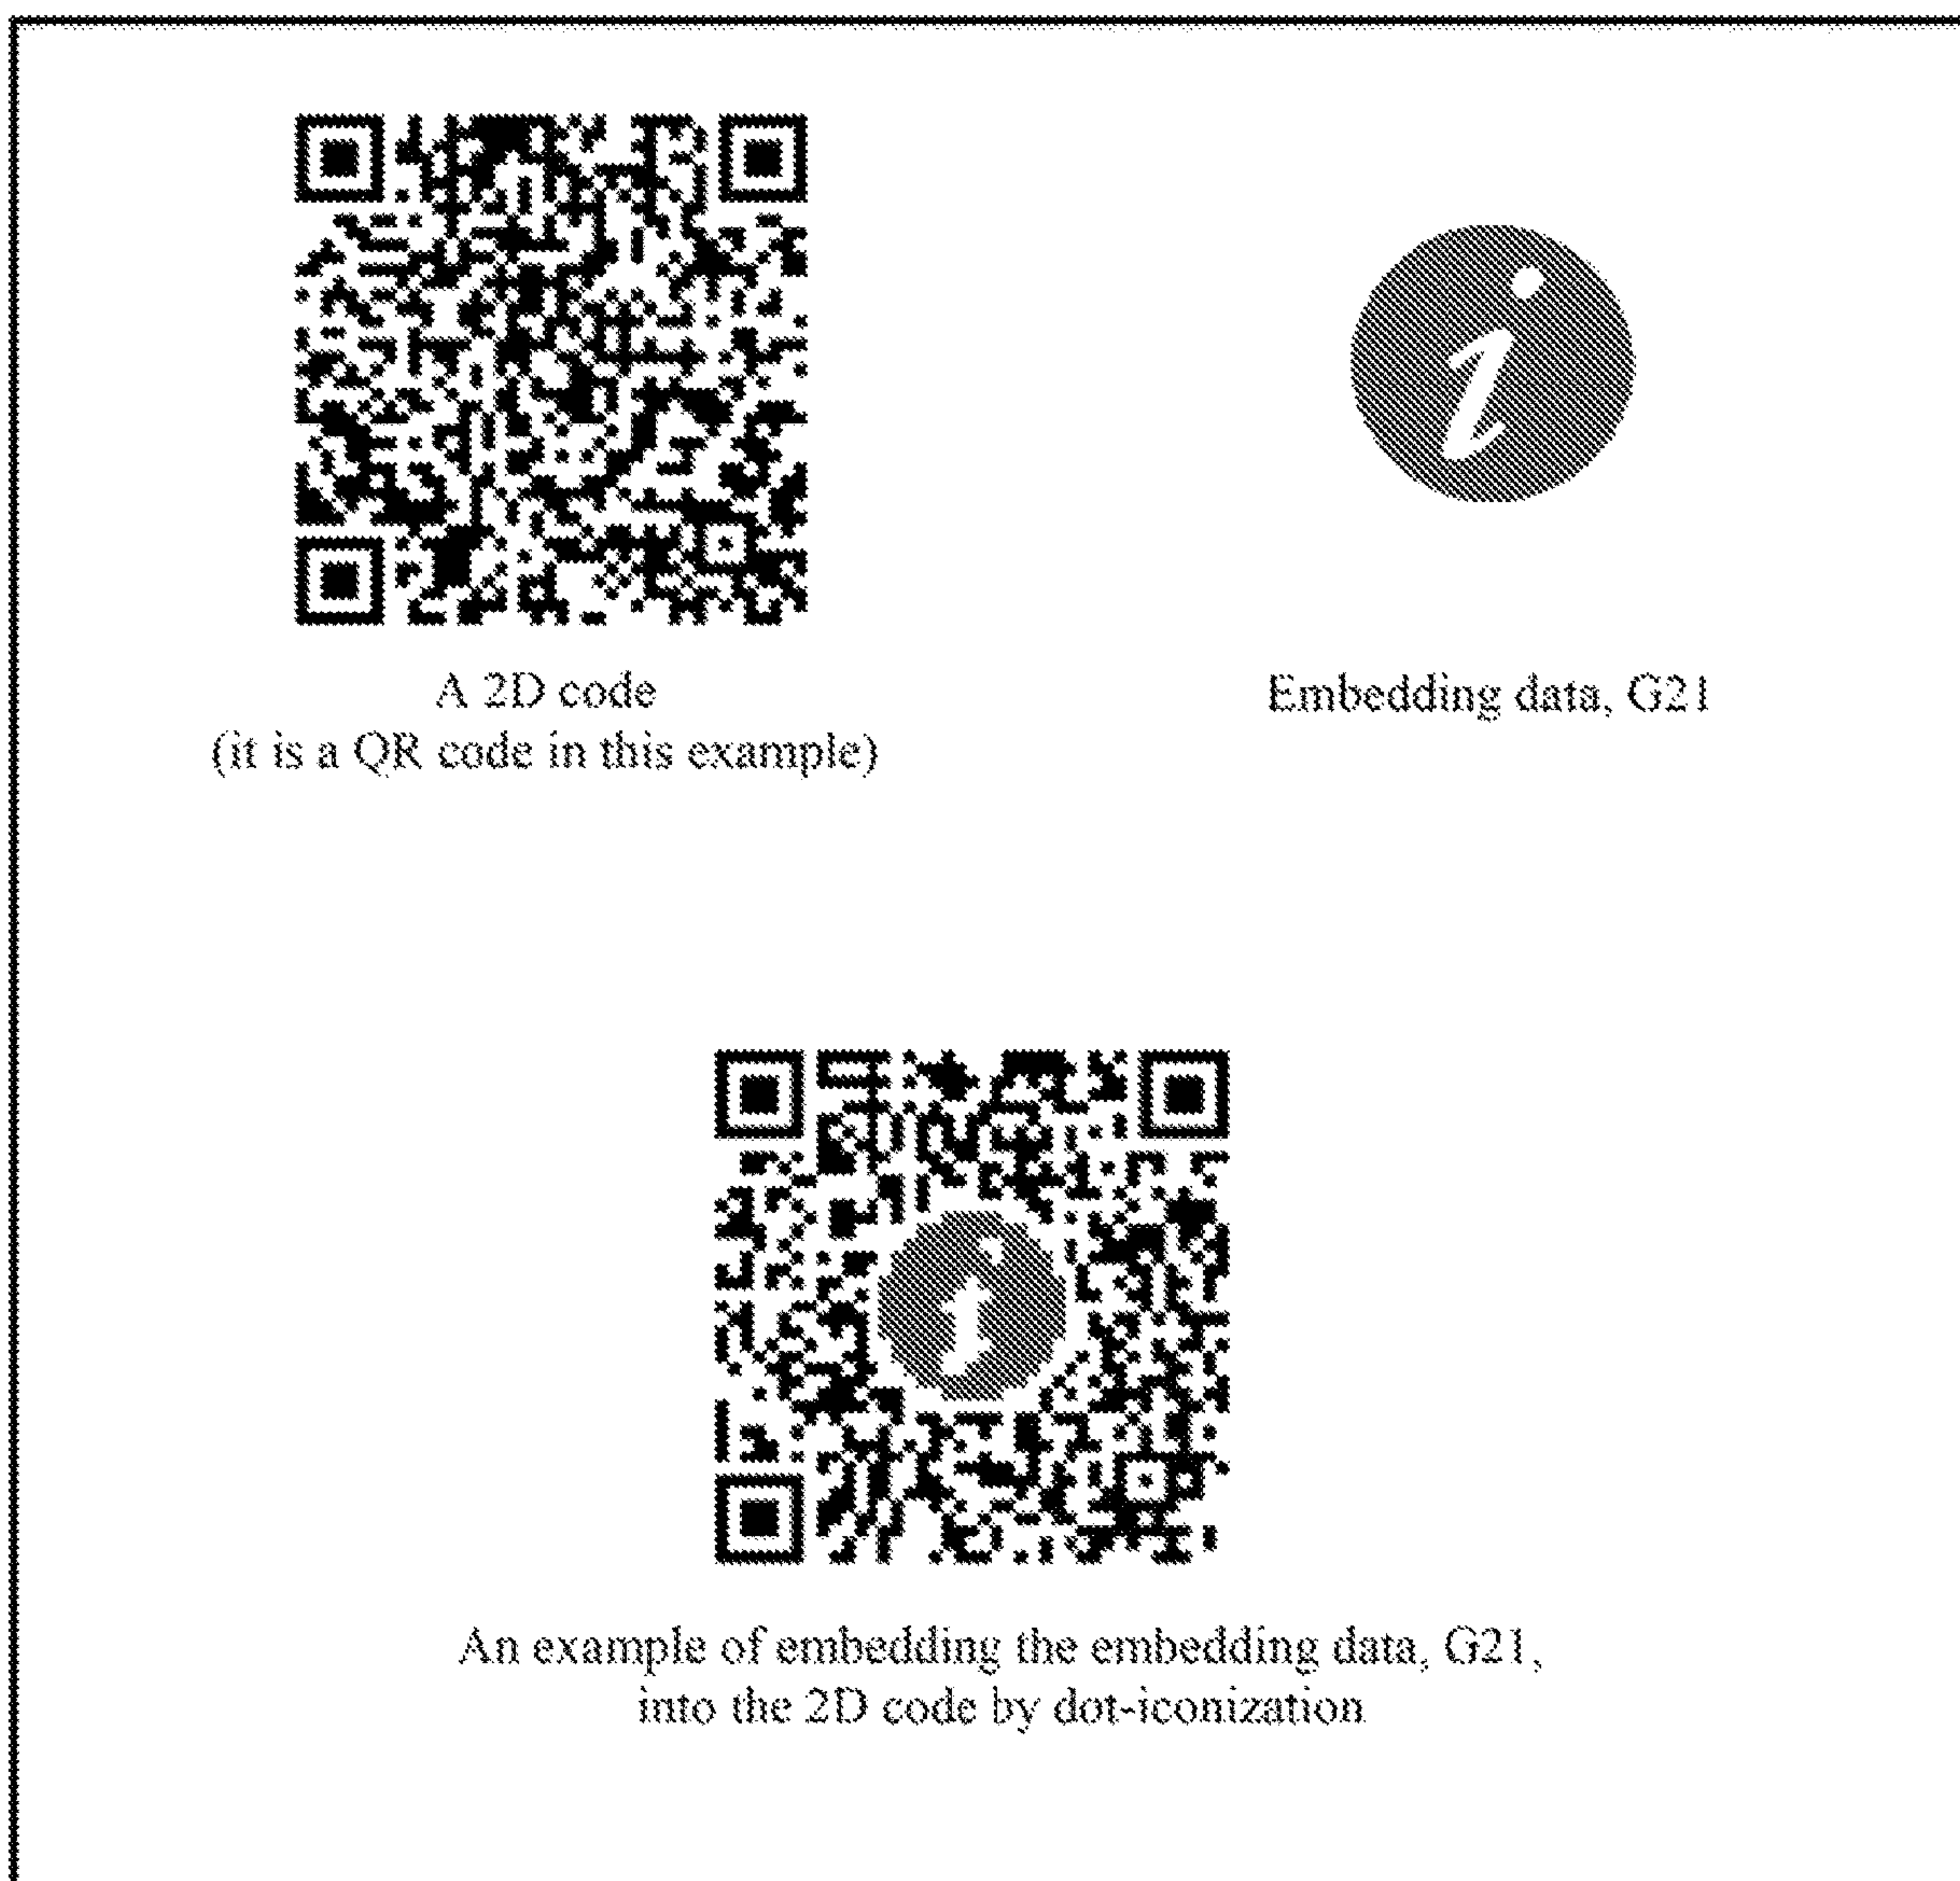 i
A 2D code
(it is a QR code in this example)
Embedding data, G21
i
An example of embedding the embedding data, G21,
into the 2D code by dot-iconization